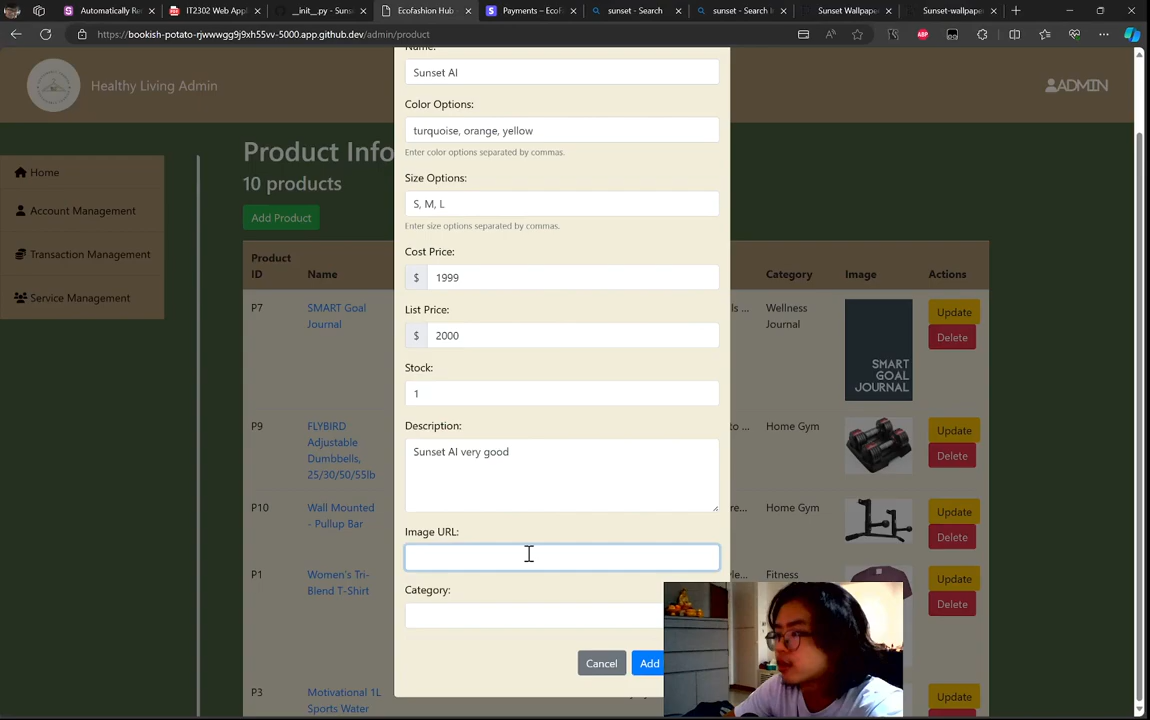 Automatically Re
IT2302 Web Appl
__init__.py - Suns
Ecofashion Hub
Payments – EcoF
sunset - Search
sunset - Search I
Sunset Wallpape
Sunset-wallpape
https://bookish-potato-rjwwwgg9j9xh55vv-5000.app.github.dev/admin/product
Healthy Living Admin
ADMIN
Home
Account Management
Transaction Management
Service Management
Product Info
10 products
Add Product
Product ID
Name
Category
Image
Actions
P7
SMART Goal
Journal
Wellness
Journal
SMART
GOAL
JOURNAL
Update
Delete
P9
FLYBIRD
Adjustable
Dumbbells,
25/30/50/55lb
Home Gym
Update
Delete
P10
Wall Mounted
- Pullup Bar
Home Gym
Update
Delete
P1
Women's Tri-
Blend T-Shirt
Fitness
Update
Delete
P3
Motivational 1L
Sports Water
Update
Name:
Sunset AI
Color Options:
turquoise, orange, yellow
Enter color options separated by commas.
Size Options:
S, M, L
Enter size options separated by commas.
Cost Price:
$ 1999
List Price:
$ 2000
Stock:
1
Description:
Sunset AI very good
Image URL:
Category:
Cancel
Add